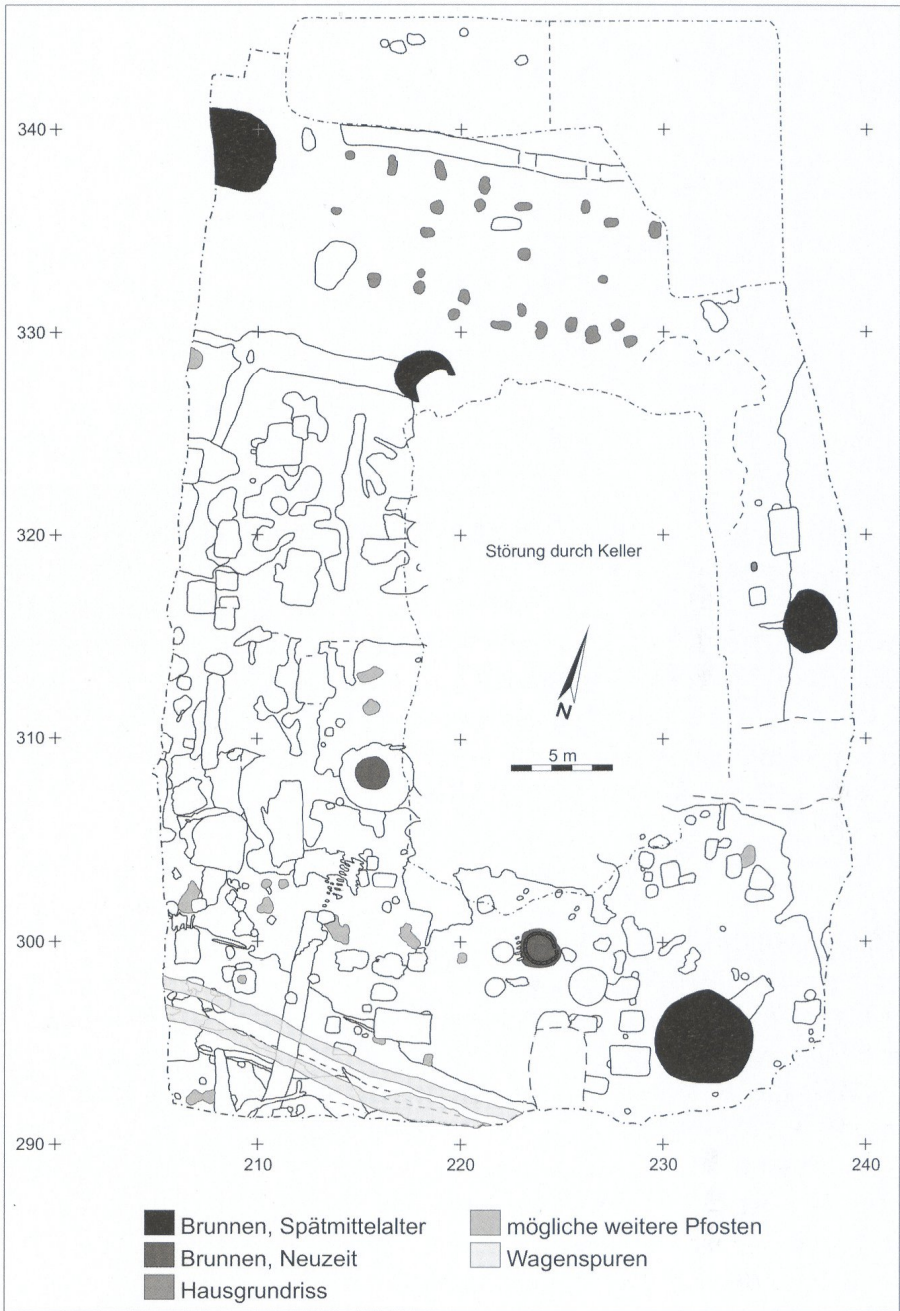 340
330
320
Störung durch Keller
N
310
5 m
300
290
210
220
230
240
Brunnen, Spätmittelalter
Brunnen, Neuzeit
Hausgrundriss
mögliche weitere Pfosten
Wagenspuren